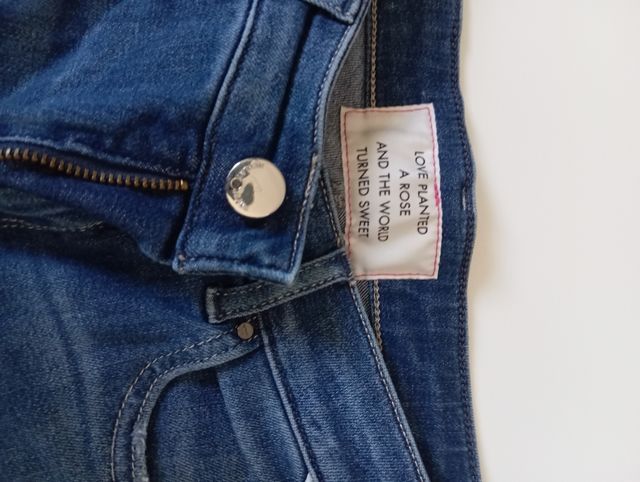 LOVE PLANTED
A ROSE
AND THE WORLD
TURNED SWEET